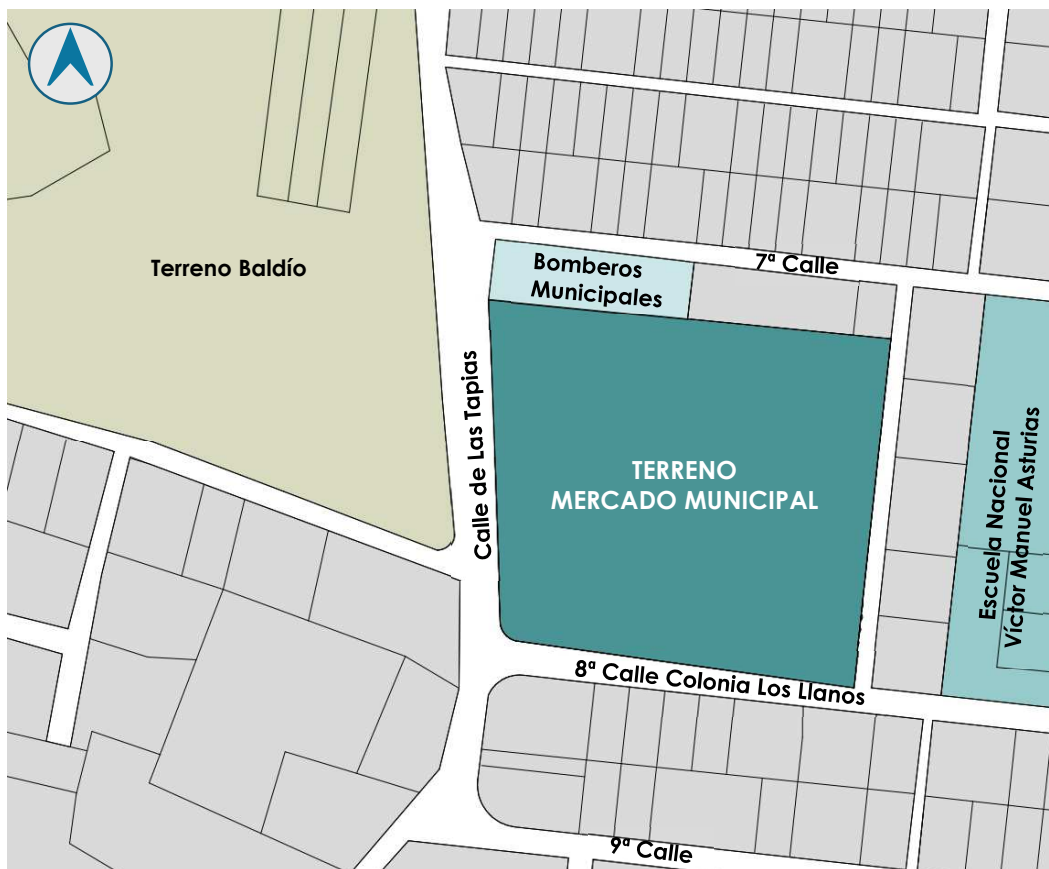 7ª Calle
Bomberos
Municipales
Terreno Baldío
Calle de Las Tapias
TERRENO
MERCADO MUNICIPAL
Escuela Nacional
Víctor Manuel Asturias
8ª Calle Colonia Los Llanos
9ª Calle